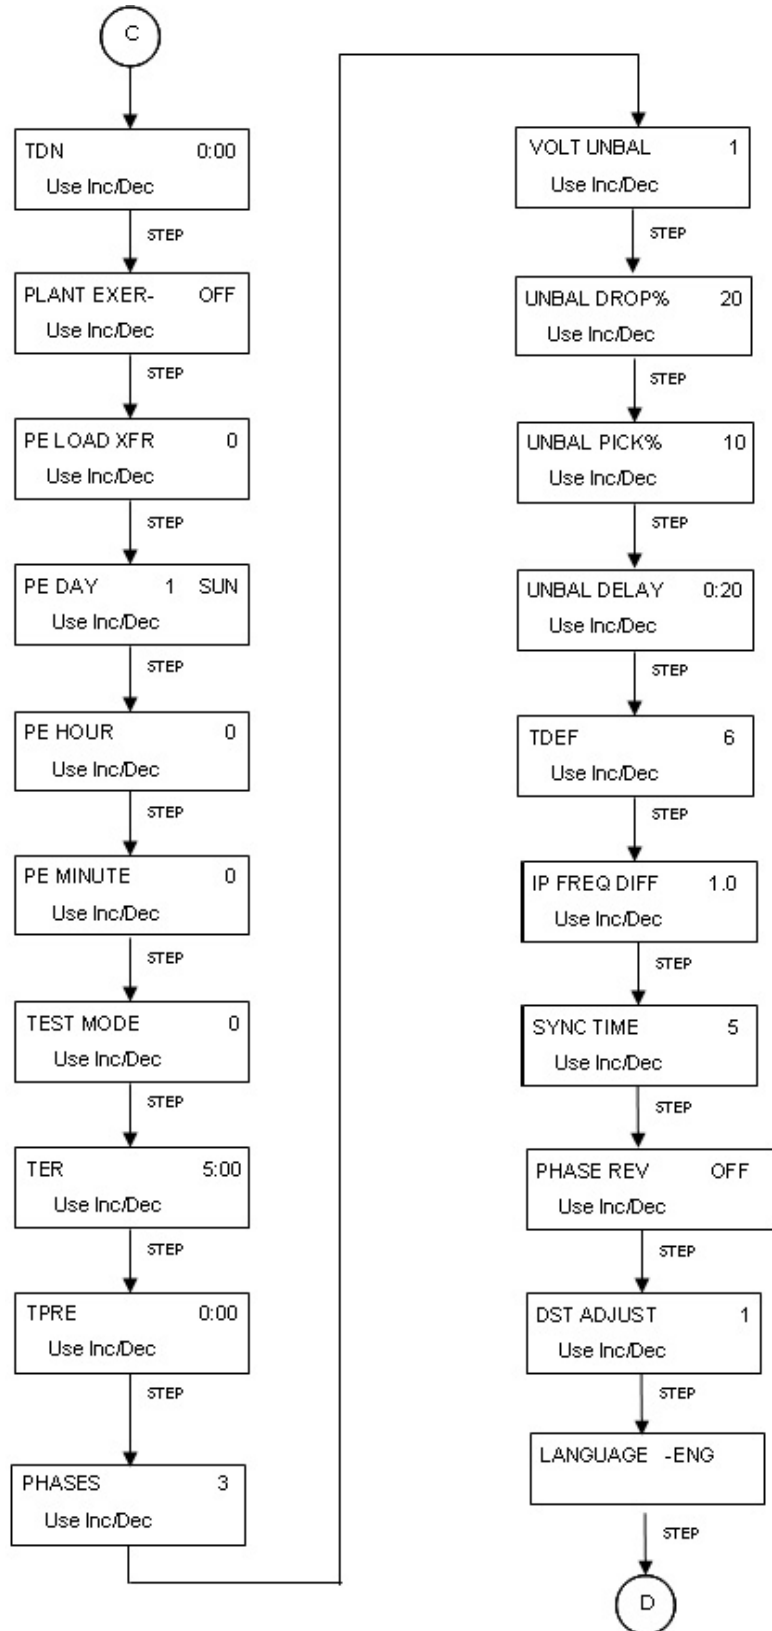 C
TDN 0:00
Use Inc/Dec
STEP
PLANT EXER- OFF
Use Inc/Dec
STEP
PE LOAD XFR 0
Use Inc/Dec
STEP
PE DAY 1 SUN
Use Inc/Dec
STEP
PE HOUR 0
Use Inc/Dec
STEP
PE MINUTE 0
Use Inc/Dec
STEP
TEST MODE 0
Use Inc/Dec
STEP
TER 5:00
Use Inc/Dec
STEP
TPRE 0:00
Use Inc/Dec
STEP
PHASES 3
Use Inc/Dec
VOLT UNBAL 1
Use Inc/Dec
STEP
UNBAL DROP% 20
Use Inc/Dec
STEP
UNBAL PICK% 10
Use Inc/Dec
STEP
UNBAL DELAY 0:20
Use Inc/Dec
STEP
TDEF 6
Use Inc/Dec
STEP
IP FREQ DIFF 1.0
Use Inc/Dec
STEP
SYNC TIME 5
Use Inc/Dec
STEP
PHASE REV OFF
Use Inc/Dec
STEP
DST ADJUST 1
Use Inc/Dec
STEP
LANGUAGE -ENG
STEP
D